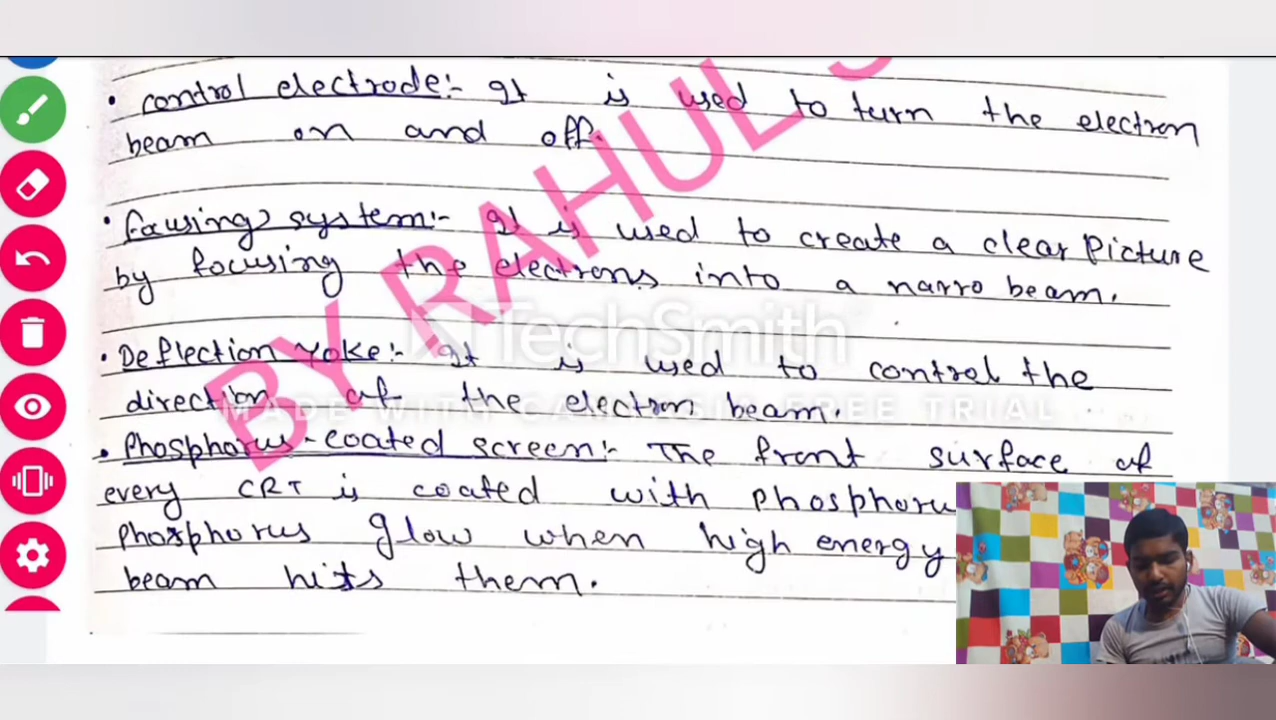 • Control electrode:- It is used to turn the electron
beam on and off.
• Facusing system:- It is used to create a clear Picture
by focusing the electrons into a narro beam.
• Deflection Yoke:- It is used to control the
direction of the electron beam.
• Phosphorus-coated screen:- The front surface of
every CRT is coated with phosphoru
phosphorus glow when high energy
beam hits them.
BY RAHUL S
TechSmith
MADE WITH CAMTASIA FREE TRIAL